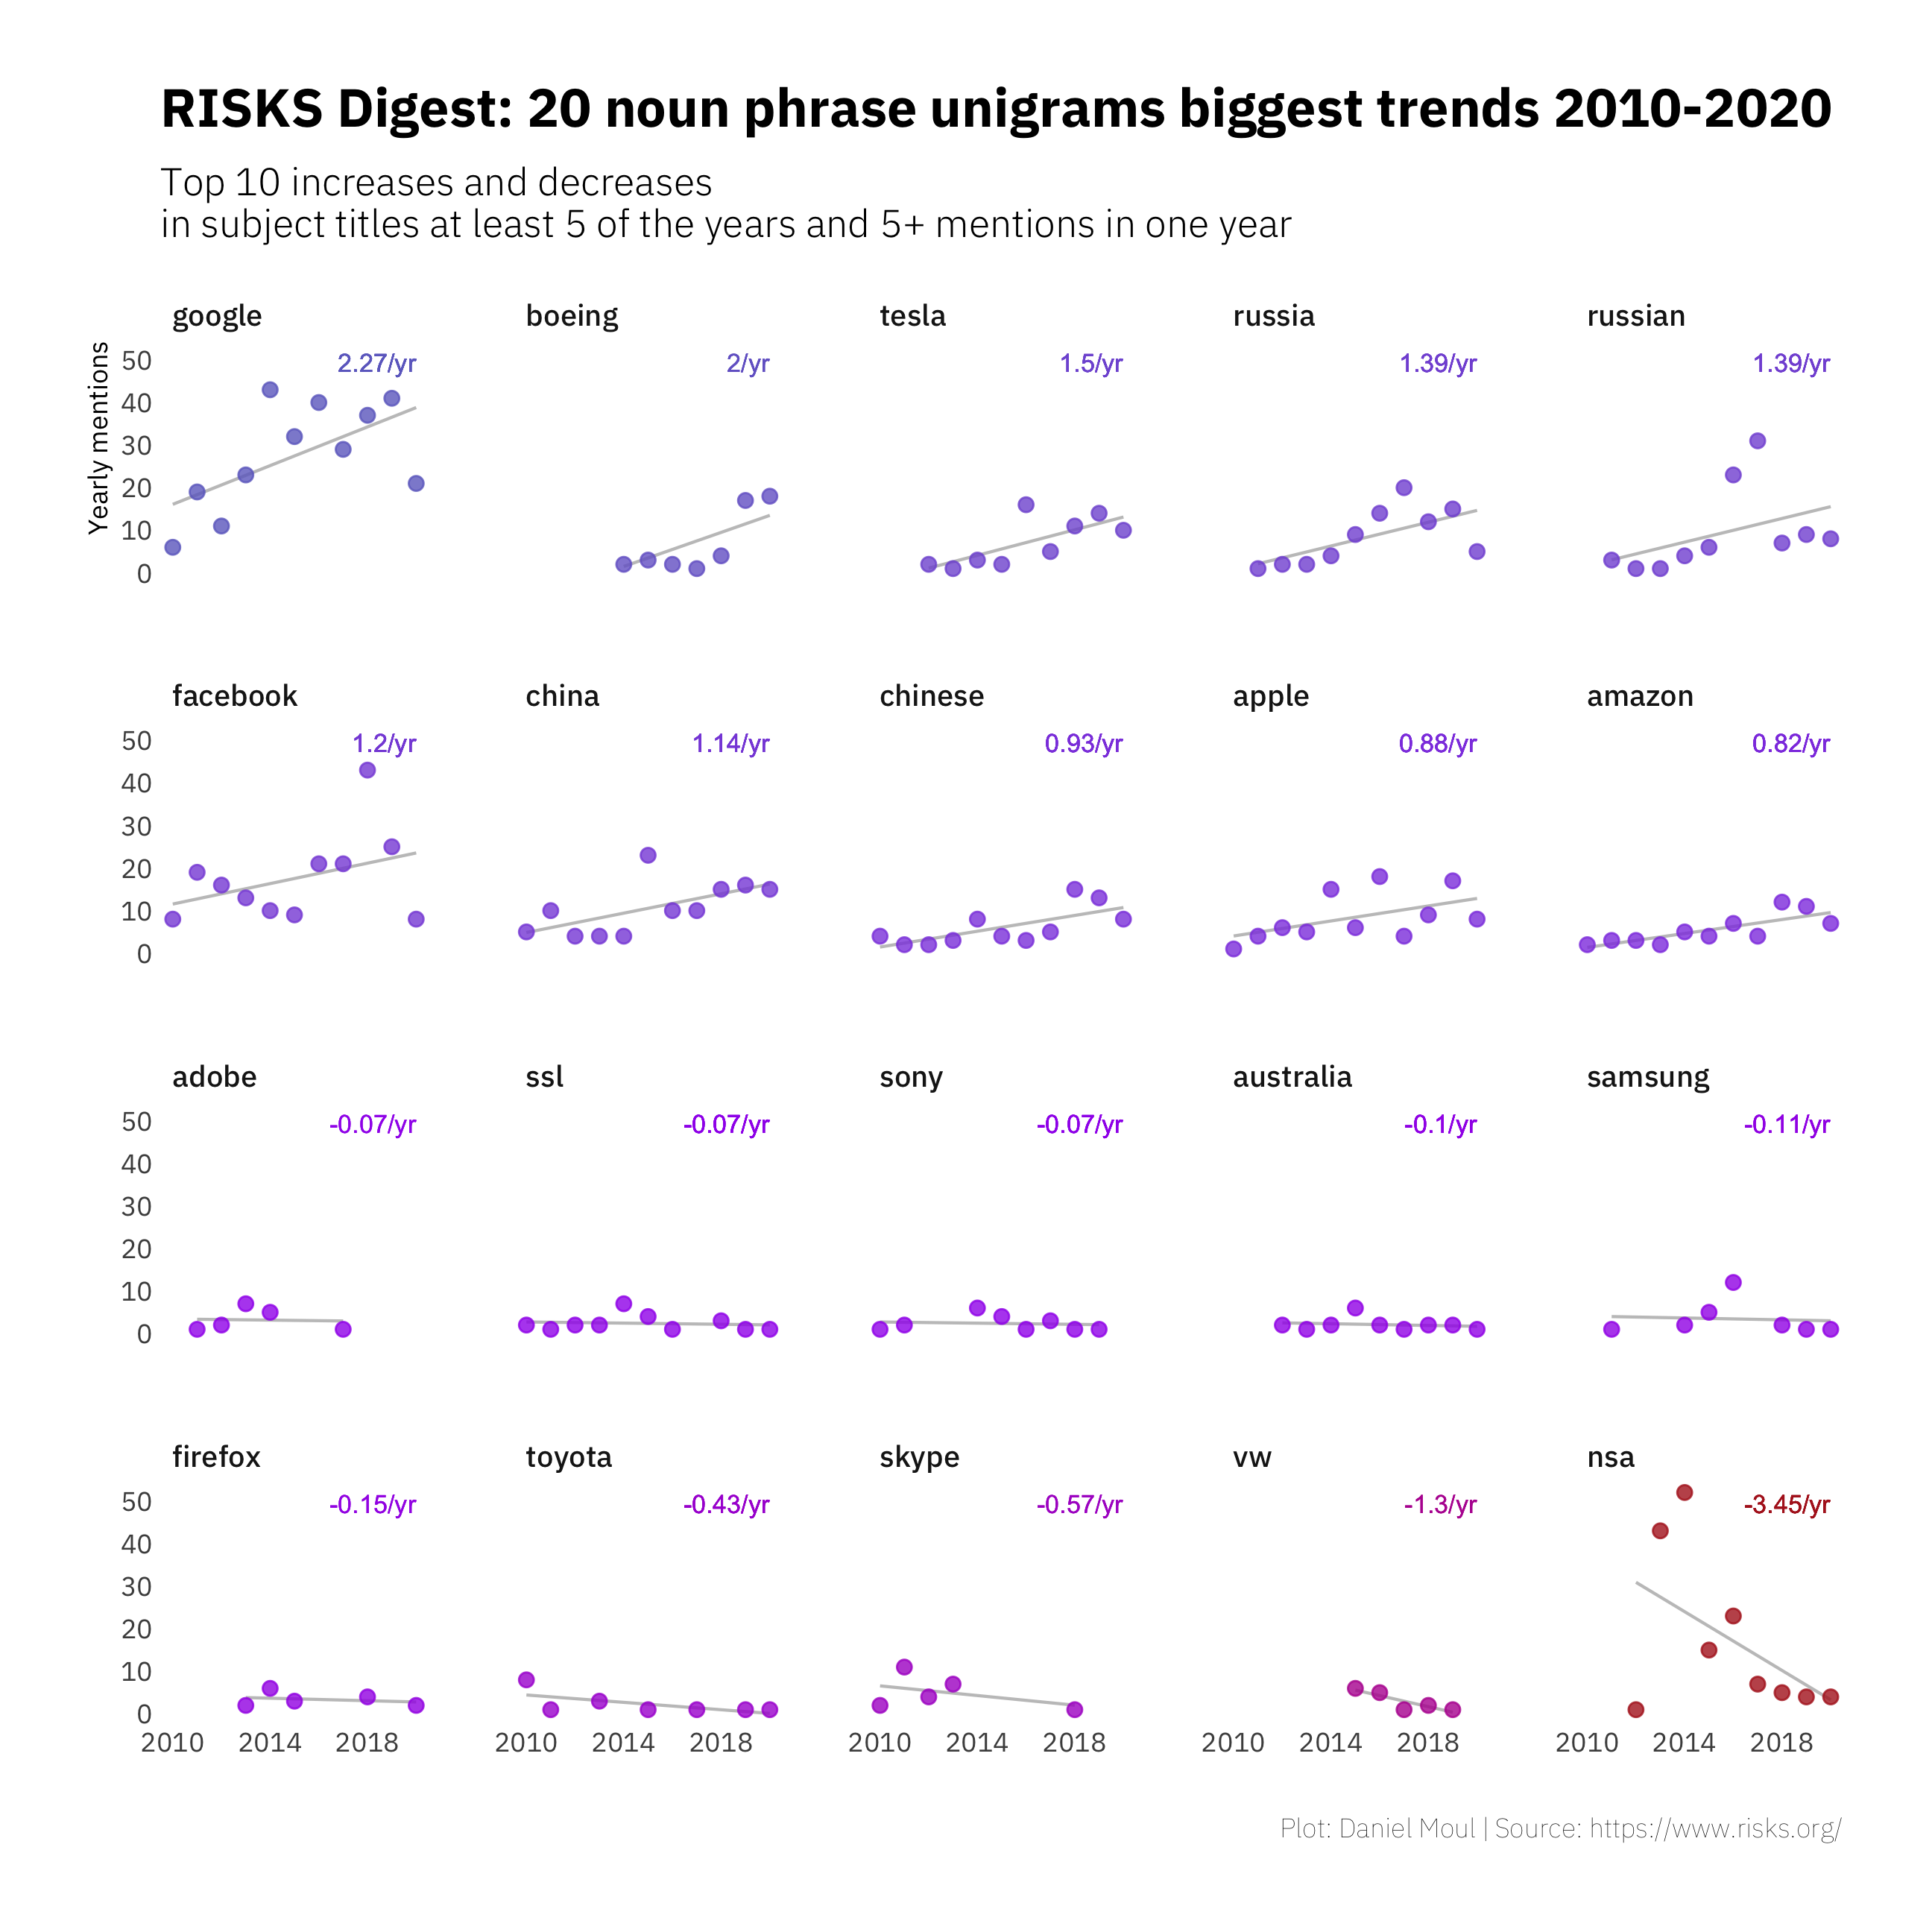 RISKS Digest: 20 noun phrase unigrams biggest trends 2010-2020
Top 10 increases and decreases
in subject titles at least 5 of the years and 5+ mentions in one year
google
boeing
tesla
russia
russian
Yearly mentions
50
40
30
20
10
0
2.27/yr
2/yr
1.5/yr
1.39/yr
1.39/yr
facebook
china
chinese
apple
amazon
50
40
30
20
10
0
1.2/yr
1.14/yr
0.93/yr
0.88/yr
0.82/yr
adobe
ssl
sony
australia
samsung
50
40
30
20
10
0
-0.07/yr
-0.07/yr
-0.07/yr
-0.1/yr
-0.11/yr
firefox
toyota
skype
vw
nsa
50
40
30
20
10
0
-0.15/yr
-0.43/yr
-0.57/yr
-1.3/yr
-3.45/yr
2010 2014 2018
2010 2014 2018
2010 2014 2018
2010 2014 2018
2010 2014 2018
Plot: Daniel Moul | Source: https://www.risks.org/